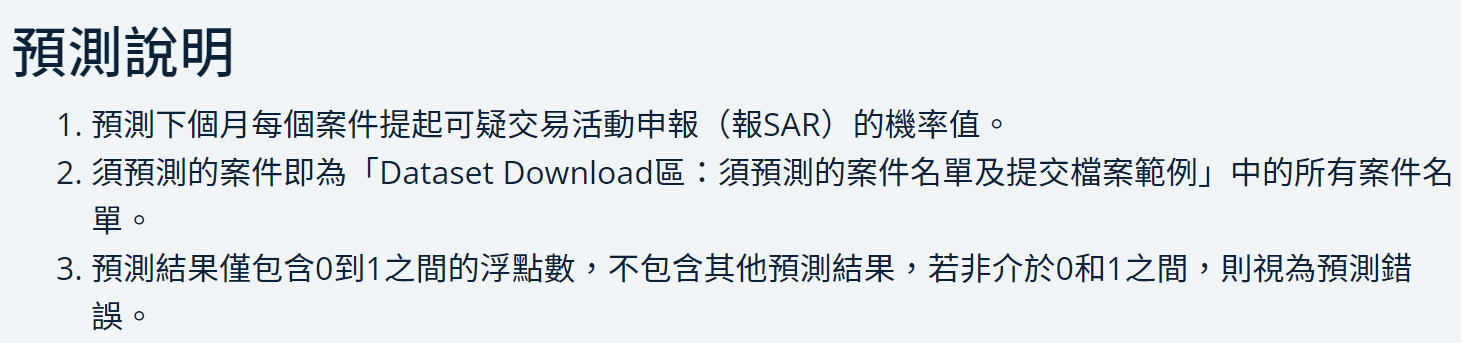 預測說明
1. 預測下個月每個案件提起可疑交易活動申報（報SAR）的機率值。
2. 須預測的案件即為「Dataset Download區：須預測的案件名單及提交檔案範例」中的所有案件名
單。
3. 預測結果僅包含0到1之間的浮點數，不包含其他預測結果，若非介於0和1之間，則視為預測錯
誤。